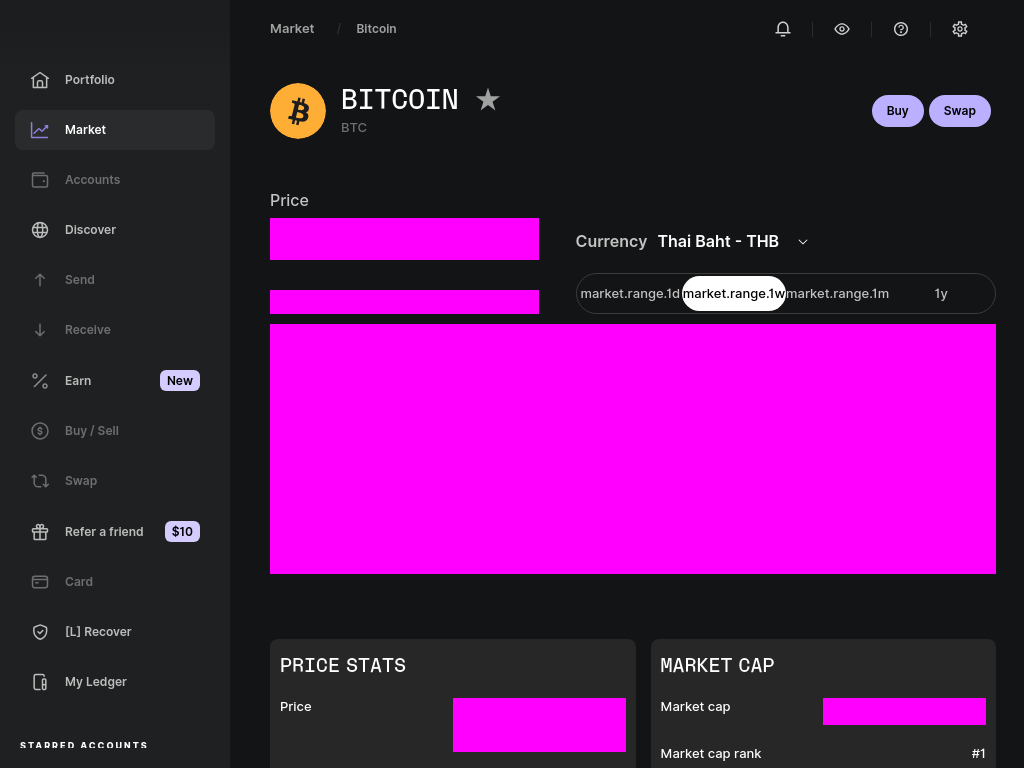 Market / Bitcoin
Portfolio
Market
Accounts
Discover
Send
Receive
Earn New
Buy / Sell
Swap
Refer a friend $10
Card
[L] Recover
My Ledger
STARRED ACCOUNTS
BITCOIN
BTC
Buy Swap
Price
Currency Thai Baht - THB
market.range.1d market.range.1w market.range.1m 1y
PRICE STATS
Price
MARKET CAP
Market cap
Market cap rank #1